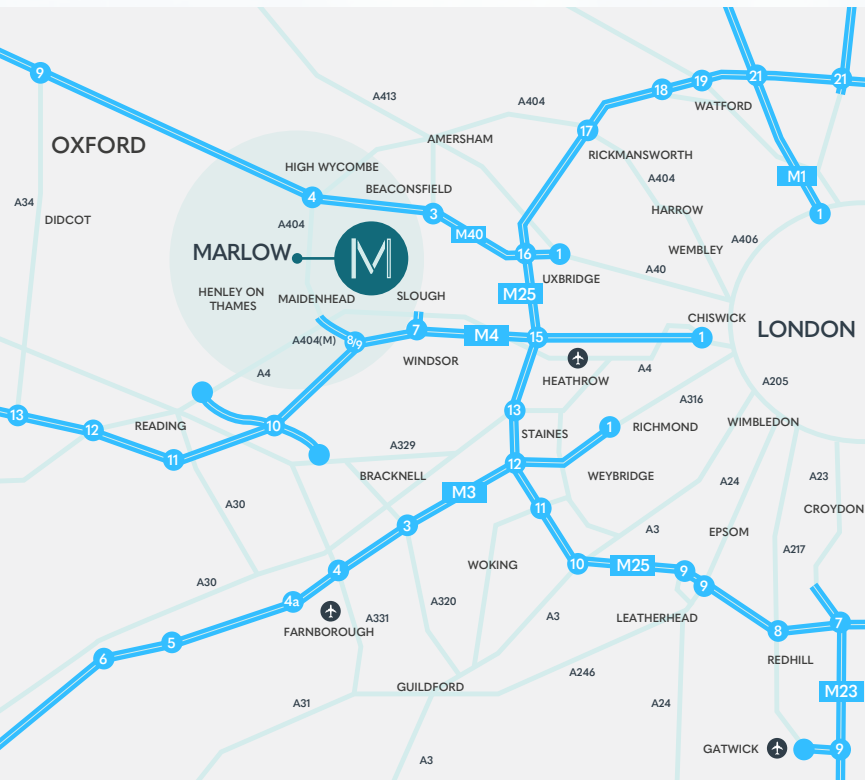 9
21
21
19
18
A413
A404
WATFORD
17
AMERSHAM
OXFORD
RICKMANSWORTH
HIGH WYCOMBE
M1
A404
BEACONSFIELD
4
A34
HARROW
3
1
DIDCOT
A404
M40
A406
WEMBLEY
MARLOW
M
16
1
A40
UXBRIDGE
HENLEY ON
THAMES
MAIDENHEAD
SLOUGH
M25
CHISWICK
LONDON
7
M4
15
1
A404(M)
8/9
WINDSOR
A4
HEATHROW
A4
A205
A316
13
13
12
READING
10
STAINES
1
RICHMOND
WIMBLEDON
A329
11
12
BRACKNELL
WEYBRIDGE
A23
A24
M3
A30
11
CROYDON
3
A3
EPSOM
A217
WOKING
10
M25
9
4
9
A30
4a
A320
A331
A3
LEATHERHEAD
FARNBOROUGH
7
5
8
6
REDHILL
A246
GUILDFORD
M23
A31
A24
GATWICK
9
A3